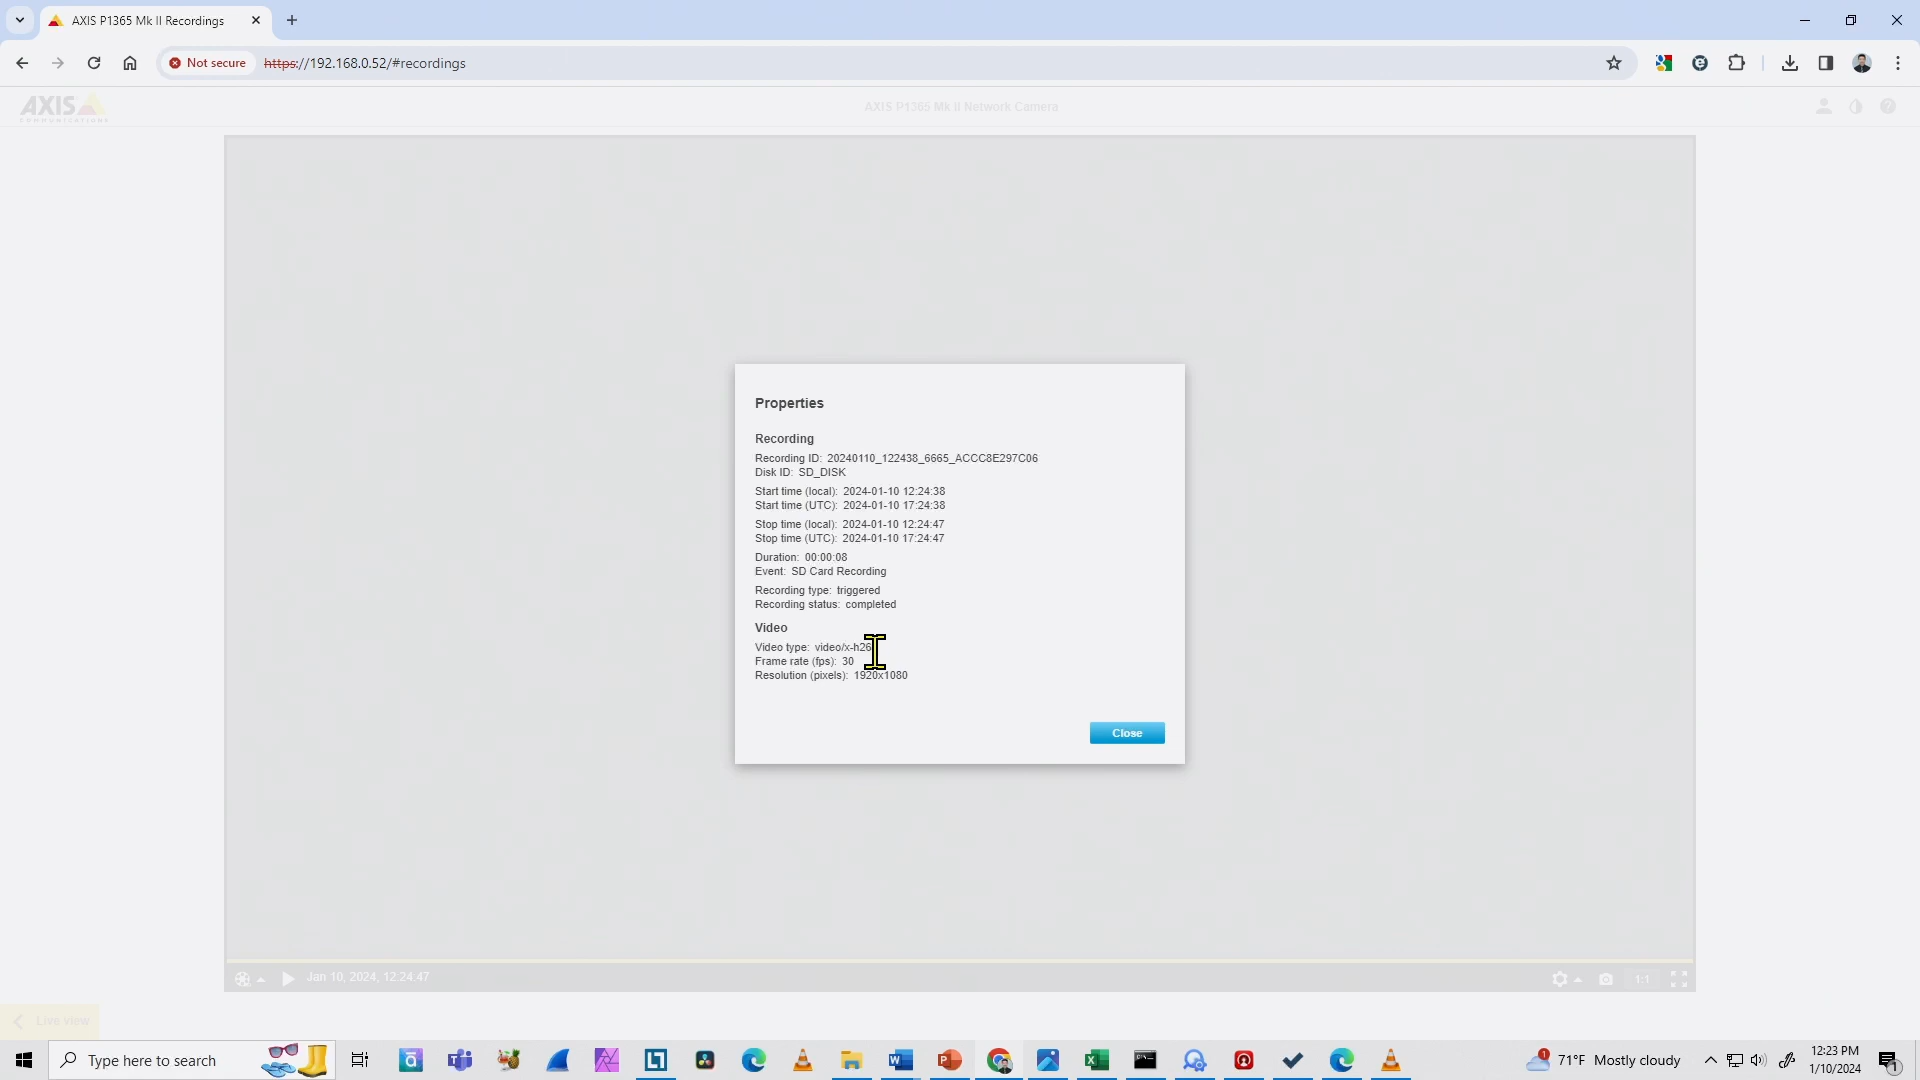 AXIS P1365 Mk II Recordings
Not secure
https://192.168.0.52/#recordings
AXIS
COMMUNICATIONS
AXIS P1365 Mk II Network Camera
Properties
Recording
Recording ID: 20240110_122438_6665_ACCC8E297C06
Disk ID: SD_DISK
Start time (local): 2024-01-10 12:24:38
Start time (UTC): 2024-01-10 17:24:38
Stop time (local): 2024-01-10 12:24:47
Stop time (UTC): 2024-01-10 17:24:47
Duration: 00:00:08
Event: SD Card Recording
Recording type: triggered
Recording status: completed
Video
Video type:
Frame rate (fps): 30
Resolution (pixels): 1920x1080
Close
Jan 10, 2024, 12:24:47
1:1
Live view
Type here to search
1
71°F Mostly cloudy
12:23 PM
1/10/2024
1